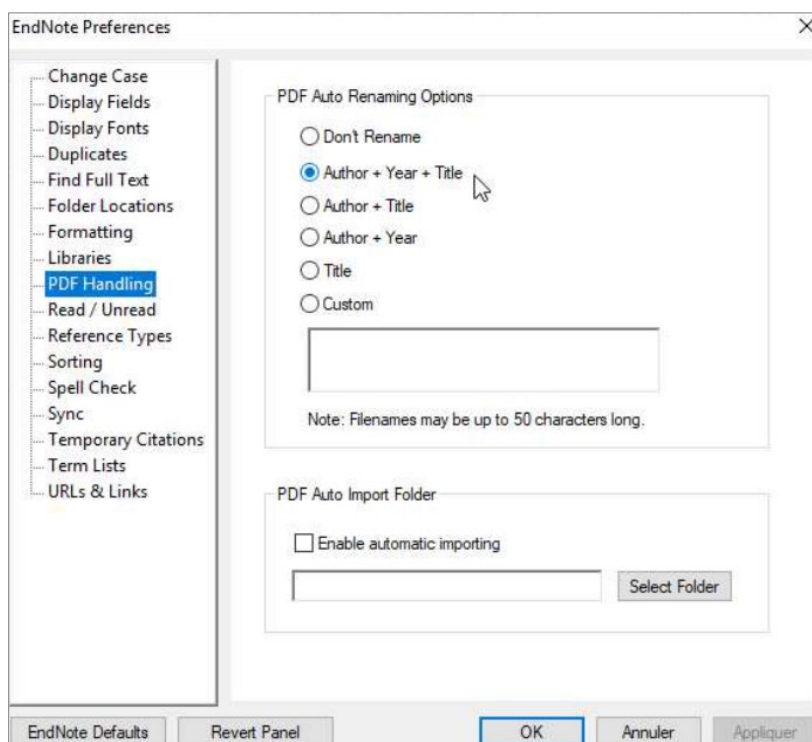 EndNote Preferences
Change Case
Display Fields
Display Fonts
Duplicates
Find Full Text
Folder Locations
Formatting
Libraries
PDF Handling
Read / Unread
Reference Types
Sorting
Spell Check
Sync
Temporary Citations
Term Lists
URLs & Links
PDF Auto Renaming Options
Don't Rename
Author + Year + Title
Author + Title
Author + Year
Title
Custom
Note: Filenames may be up to 50 characters long.
PDF Auto Import Folder
Enable automatic importing
Select Folder
EndNote Defaults
Revert Panel
OK
Annuler
Appliquer